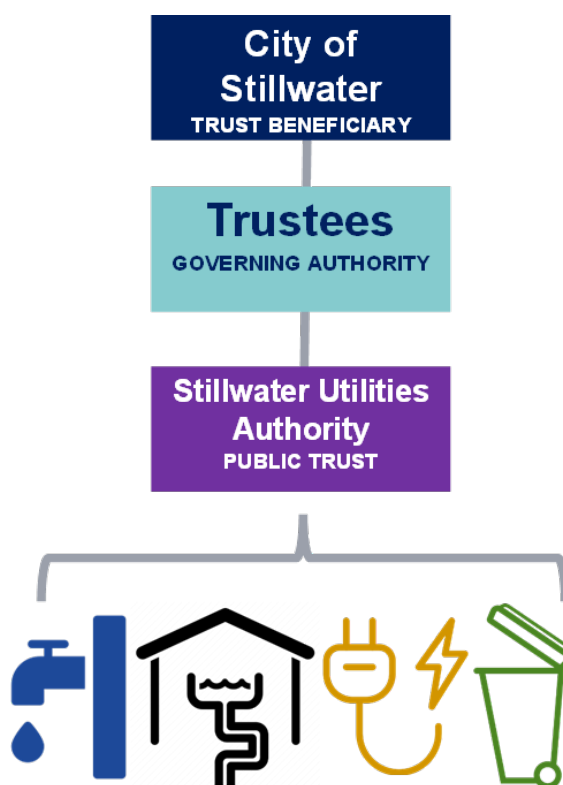 City of
Stillwater
TRUST BENEFICIARY
Trustees
GOVERNING AUTHORITY
Stillwater Utilities
Authority
PUBLIC TRUST